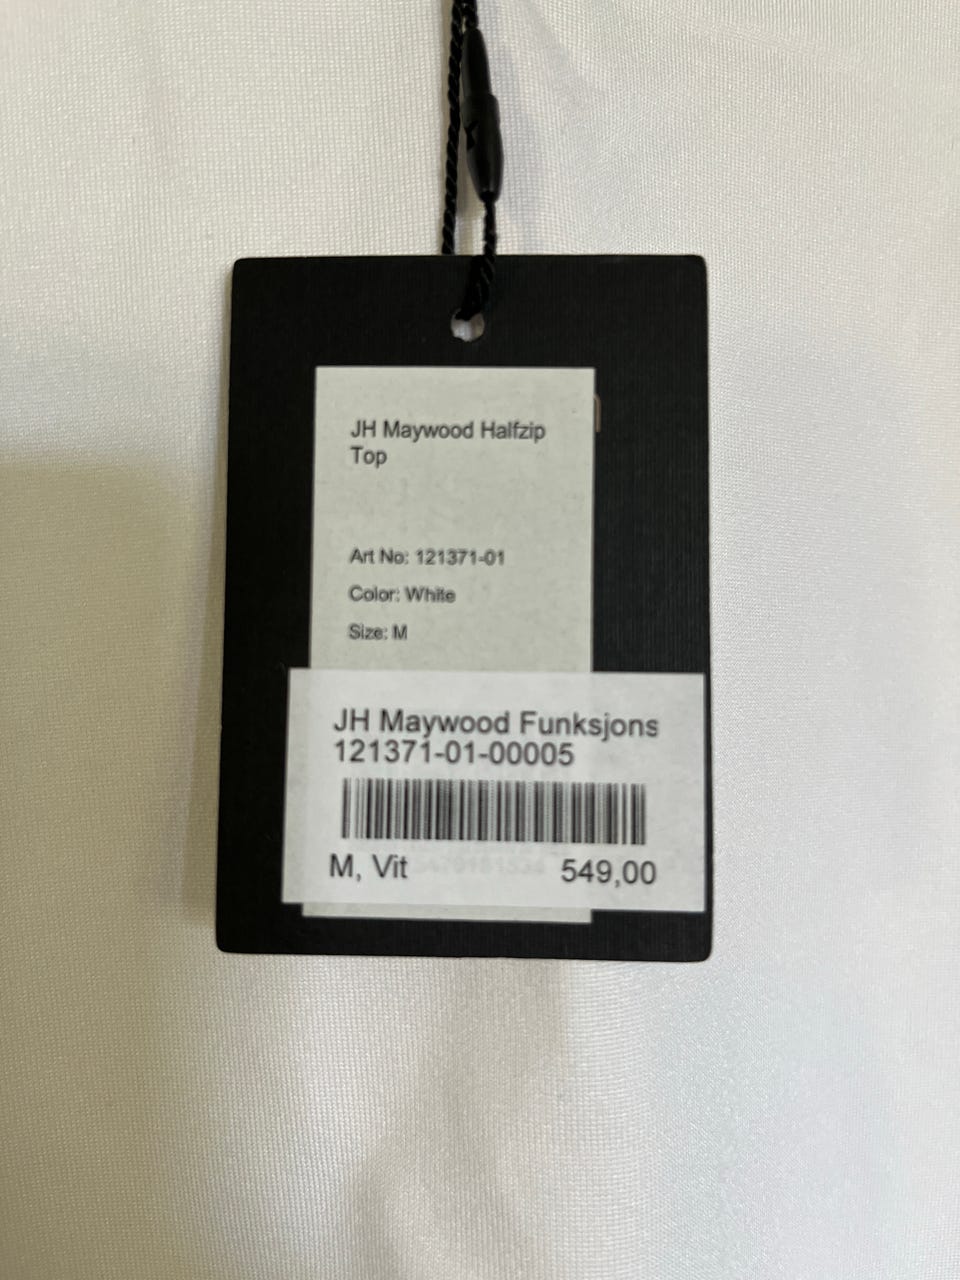 JH Maywood Halfzip
Top
Art No: 121371-01
Color: White
Size: M
JH Maywood Funksjons
121371-01-00005
M, Vit
549,00